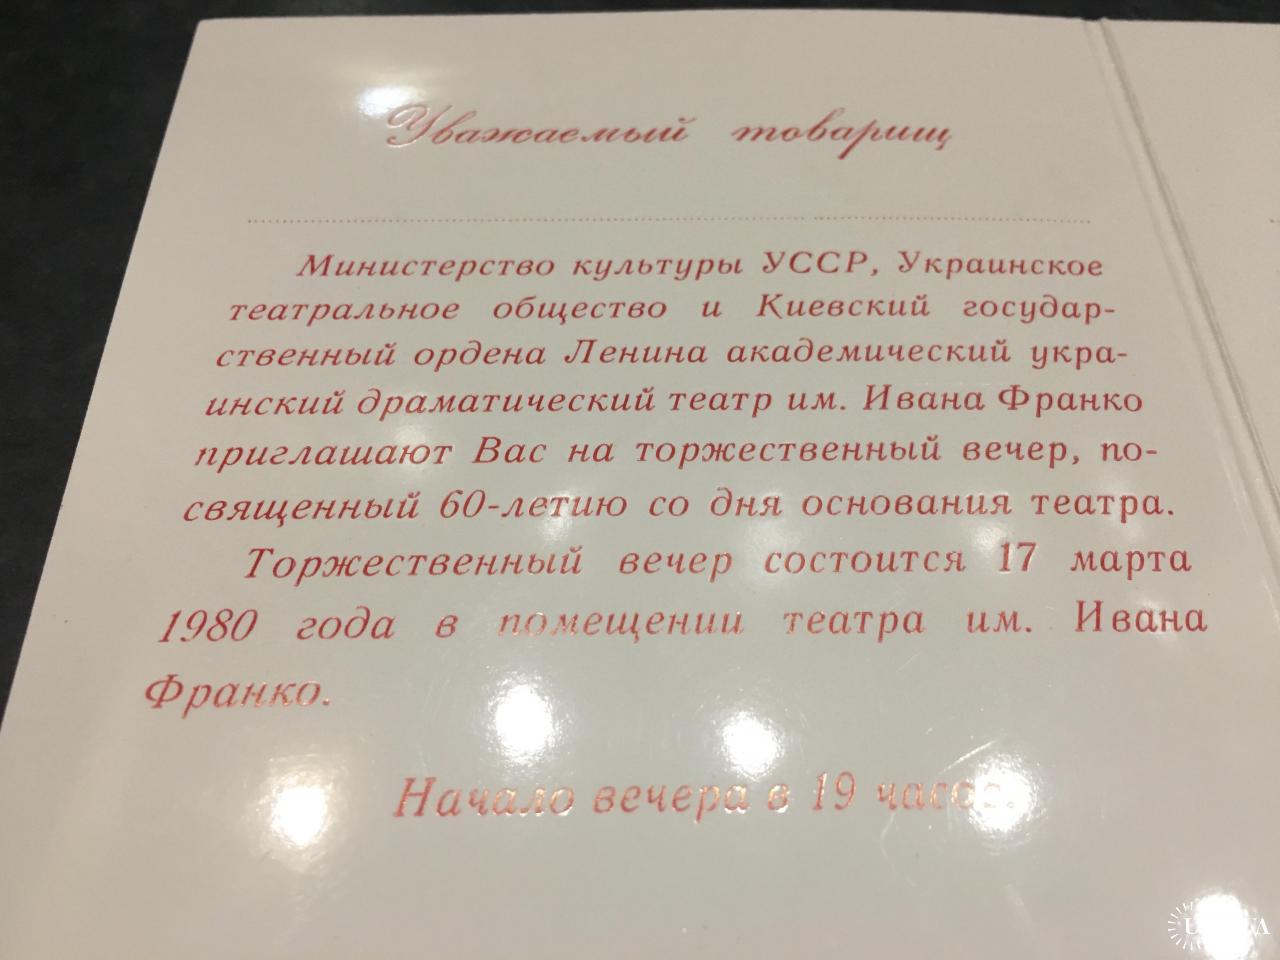 Уважаемый товарищ
Министерство культуры УССР, Украинское
театральное общество и Киевский государ-
ственный ордена Ленина академический укра-
инский драматический театр им. Ивана Франко
приглашают Вас на торжественный вечер, по-
священный 60-летию со дня основания театра.
Торжественный вечер состоится 17 марта
1980 года в помещении театра им. Ивана
Франко.
Начало вечера в 19 часов.